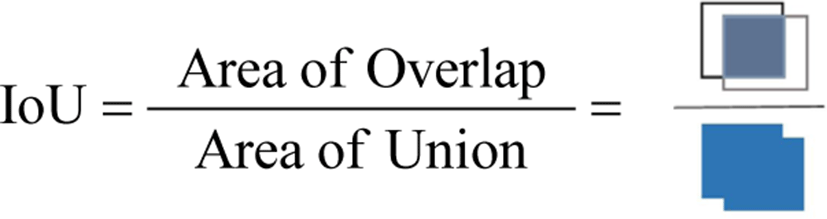 IoU = Area of Overlap
Area of Union =